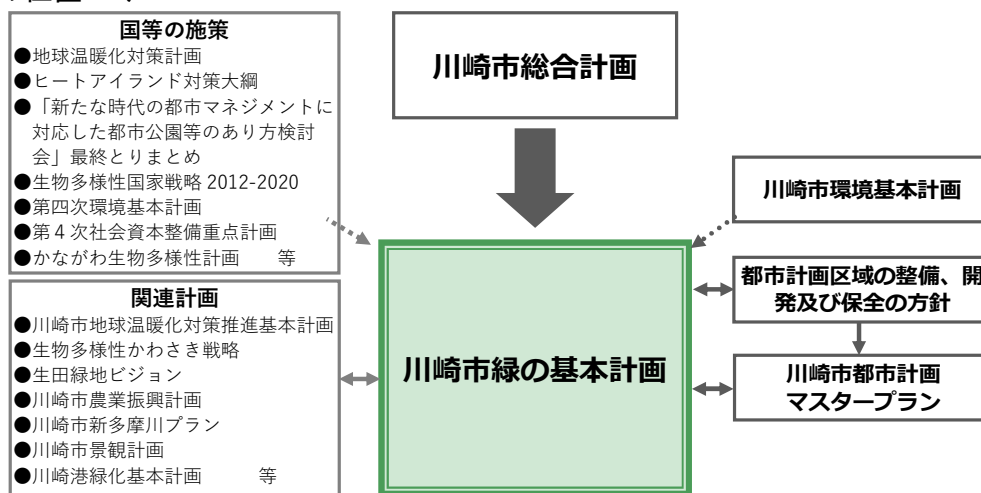 国等の施策
●地球温暖化対策計画
●ヒートアイランド対策大綱
●「新たな時代の都市マネジメントに
対応した都市公園等のあり方検討
会」最終とりまとめ
●生物多様性国家戦略 2012-2020
●第四次環境基本計画
●第４次社会資本整備重点計画
●かながわ生物多様性計画　　等
関連計画
●川崎市地球温暖化対策推進基本計画
●生物多様性かわさき戦略
●生田緑地ビジョン
●川崎市農業振興計画
●川崎市新多摩川プラン
●川崎市景観計画
●川崎港緑化基本計画　　　等
川崎市総合計画
川崎市緑の基本計画
川崎市環境基本計画
都市計画区域の整備、開
発及び保全の方針
川崎市都市計画
マスタープラン